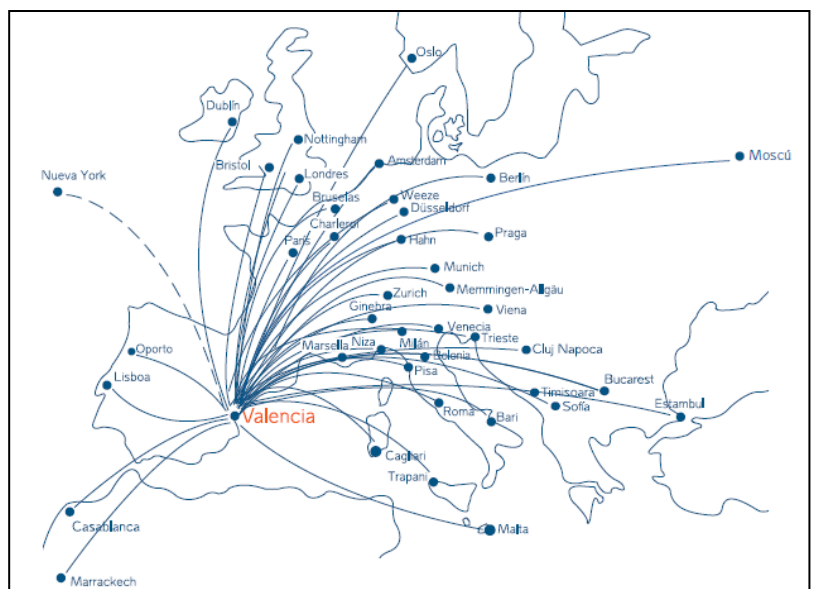 Oslo
Dublín
Nottingham
Bristol
Amsterdam
Moscú
Nueva York
Londres
Berlín
Bruselas
Weeze
Düsseldorf
Charleroi
París
Hahn
Praga
Munich
Memmingen-Allgäu
Zurich
Ginebra
Viena
Venecia
Trieste
Marsella
Niza
Milán
Oporto
Bolonia
Cluj Napoca
Pisa
Lisboa
Timisoara
Bucarest
Estambul
Sofía
Valencia
Roma
Bari
Cagliari
Trapani
Casablanca
Malta
Marrackech